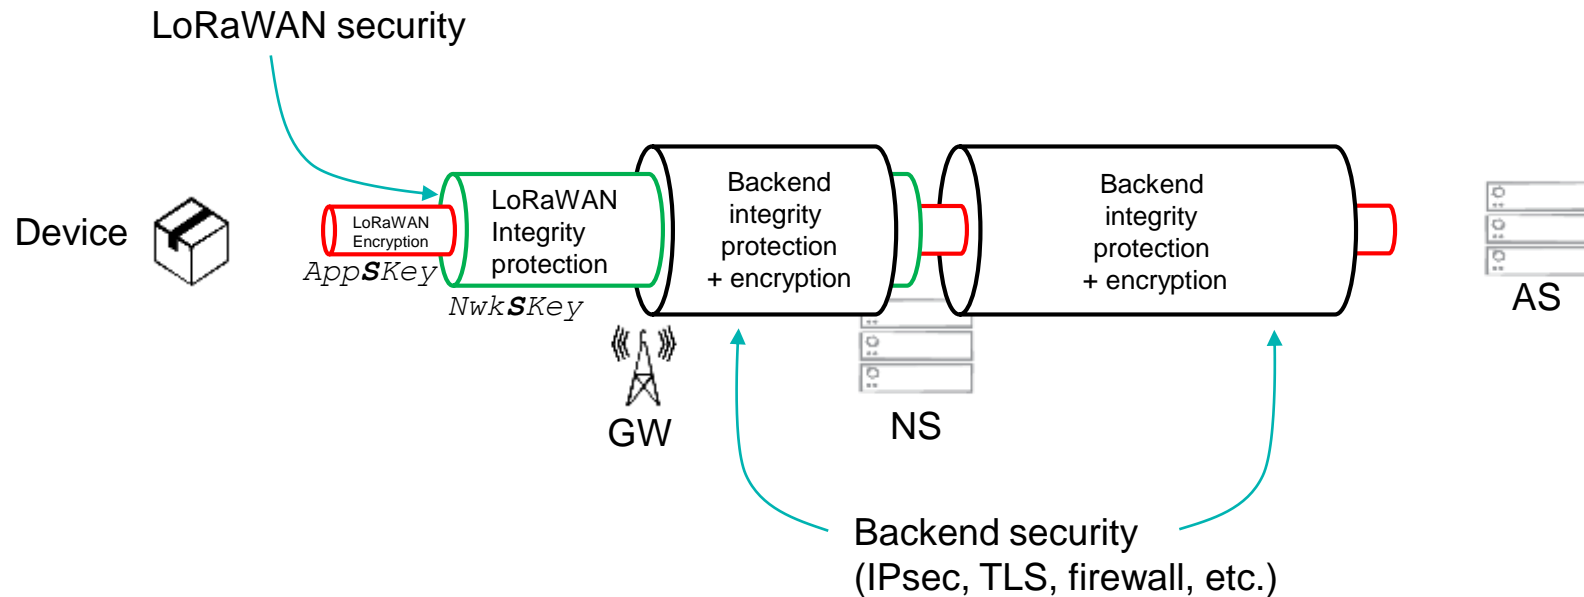 LoRaWAN security
Device
LoRaWAN
Encryption
AppSKey
LoRaWAN
Integrity
protection
NwkSKey
Backend
integrity
protection
+ encryption
Backend
integrity
protection
+ encryption
GW
NS
AS
Backend security
(IPsec, TLS, firewall, etc.)